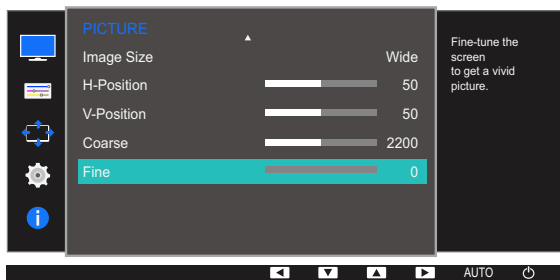 PICTURE
Image Size Wide
H-Position 50
V-Position 50
Coarse 2200
Fine 0
Fine-tune the
screen
to get a vivid
picture.
AUTO